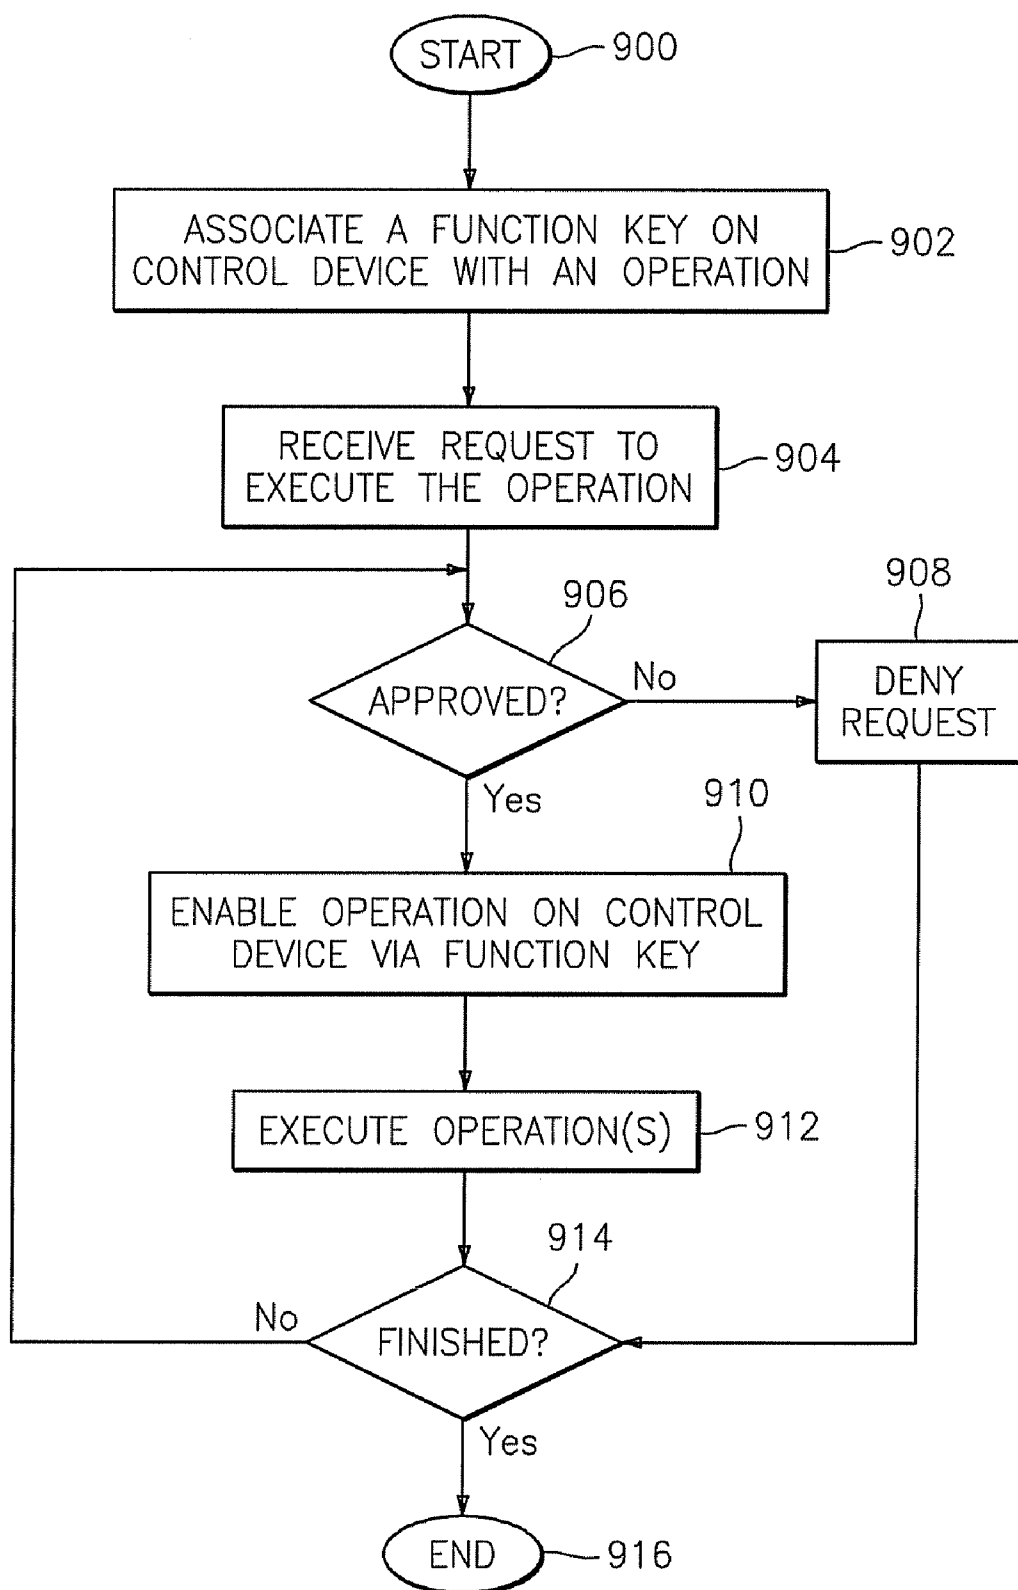 START
900
ASSOCIATE A FUNCTION KEY ON
CONTROL DEVICE WITH AN OPERATION
902
RECEIVE REQUEST TO
EXECUTE THE OPERATION
904
906
908
APPROVED?
No
DENY
REQUEST
Yes
910
ENABLE OPERATION ON CONTROL
DEVICE VIA FUNCTION KEY
EXECUTE OPERATION(S)
912
914
No
FINISHED?
Yes
END
916